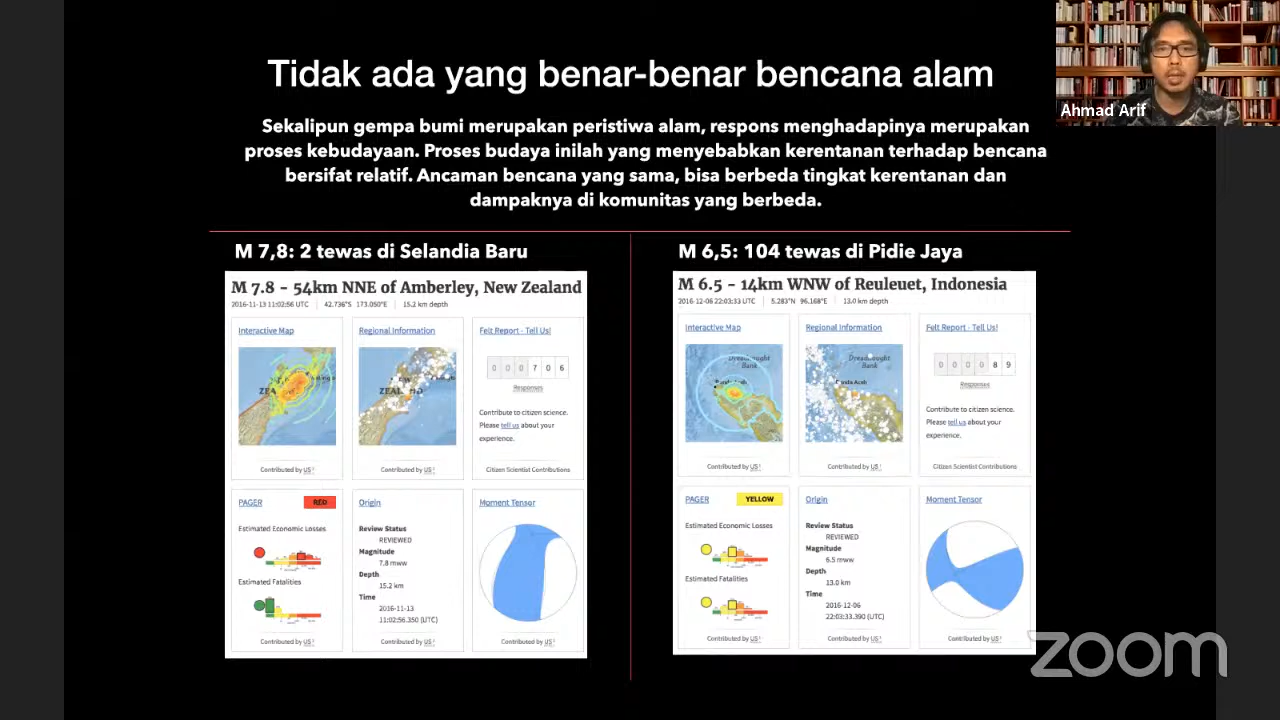 Tidak ada yang benar-benar bencana alam
Ahmad Arif
Sekalipun gempa bumi merupakan peristiwa alam, respons menghadapinya merupakan
proses kebudayaan. Proses budaya inilah yang menyebabkan kerentanan terhadap bencana
bersifat relatif. Ancaman bencana yang sama, bisa berbeda tingkat kerentanan dan
dampaknya di komunitas yang berbeda.
M 7,8: 2 tewas di Selandia Baru
M 7.8 - 54km NNE of Amberley, New Zealand
2016-11-13 11:02:56 UTC 42.736°S 173.050°E 15.2 km depth
Interactive Map
Contributed by US
Regional Information
Contributed by US
Felt Report - Tell Us!
0 0 0 7 0 6
Responses
Contribute to citizen science.
Please tell us about your
experience.
Citizen Scientist Contributions
PAGER RED
Estimated Economic Losses
Estimated Fatalities
Contributed by US
Origin
Review Status
REVIEWED
Magnitude
7.8 mww
Depth
15.2 km
Time
2016-11-13
11:02:56.350 (UTC)
Contributed by US
Moment Tensor
Contributed by US
M 6,5: 104 tewas di Pidie Jaya
M 6.5 - 14km WNW of Reuleuet, Indonesia
2016-12-06 22:03:33 UTC 5.283°N 96.168°E 13.0 km depth
Interactive Map
Dreadnought
Bank
Contributed by US
Regional Information
Dreadnought
Bank
Banda Aceh
Contributed by US
Felt Report - Tell Us!
0 0 0 0 8 9
Responses
Contribute to citizen science.
Please tell us about your
experience.
Citizen Scientist Contributions
PAGER YELLOW
Estimated Economic Losses
Estimated Fatalities
Contributed by US
Origin
Review Status
REVIEWED
Magnitude
6.5 mww
Depth
13.0 km
Time
2016-12-06
22:03:33.390 (UTC)
Contributed by US
Moment Tensor
Contributed by US
zoom